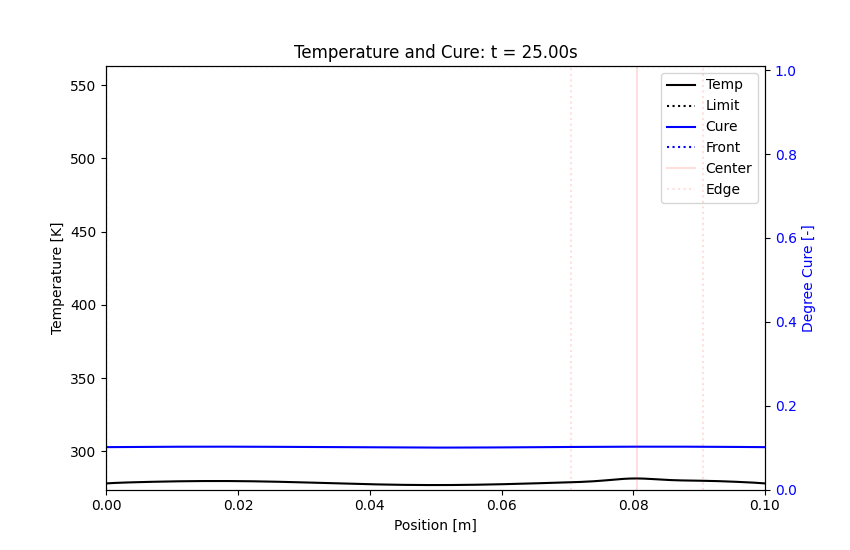 Temperature and Cure: t = 25.00s
Temperature [K]
550
500
450
400
350
300
Temp
Limit
Cure
Front
Center
Edge
1.0
0.8
0.6
0.4
0.2
0.0
Degree Cure [-]
0.00
0.02
0.04
0.06
0.08
0.10
Position [m]